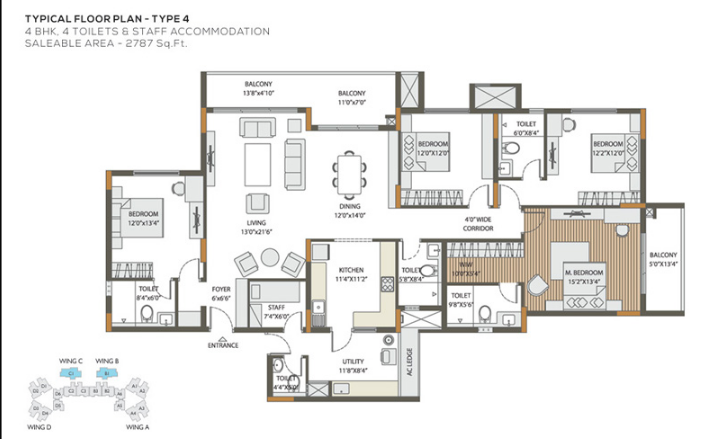 TYPICAL FLOOR PLAN - TYPE 4
4 BHK, 4 TOILETS & STAFF ACCOMMODATION
SALEABLE AREA - 2787 Sq.Ft.
BALCONY
13'8"x4'10"
BALCONY
11'0"x7'0"
BEDROOM
12'0"X12'0"
TOILET
6'0"X8'4"
BEDROOM
12'2"X12'0"
BEDROOM
12'0"x13'4"
LIVING
13'0"x21'6"
DINING
12'0"x14'0"
4'0"WIDE
CORRIDOR
BALCONY
5'0"X13'4"
KITCHEN
11'4"X11'2"
TOILET
5'8"X8'4"
W/W
10'0"X5'4"
M. BEDROOM
15'2"X13'4"
TOILET
8'4"x6'0"
FOYER
6'x6'6"
STAFF
7'4"X6'0"
TOILET
9'8"X5'6"
ENTRANCE
UTILITY
11'8"X8'4"
AC LEDGE
TOILET
WING C
WING B
WING D
WING A